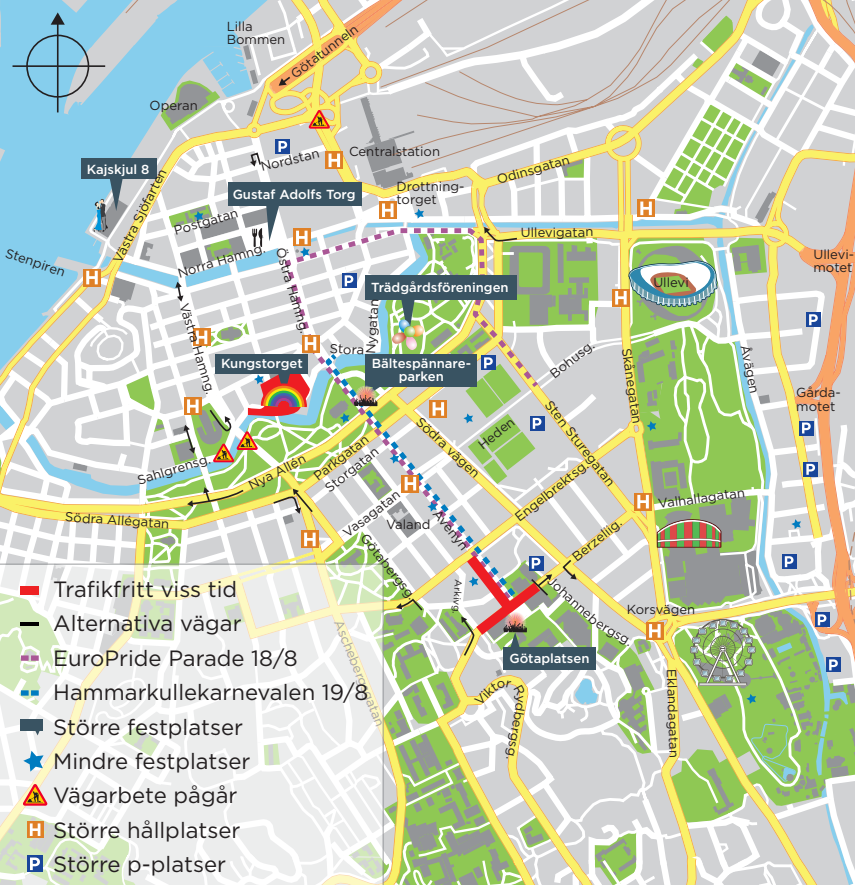 Lilla
Bommen
Götatunneln
Operan
P
Nordstan
H
Centralstation
Kajskjul 8
Odinsgatan
Gustaf Adolfs Torg
Drottning-
torget
H
H
Postgatan
Västra Sjöfarten
Ullevigatan
Stenpiren
H
Norra Hamng.
H
Östra Hamng.
Ullevi-
motet
P
Trädgårdsföreningen
Ullevi
H
Västra Hamng.
Nygatan
P
H
H
Stora
Kungstorget
Bältespännare-
parken
P
Bohusg.
Skånegatan
Åvägen
Gårda-
motet
H
H
Sten Sturegatan
P
P
Heden
Södra vägen
Sahlgrensg.
Nya Allén
Parkgatan
Storgatan
Engelbrektsg.
P
H
H
Valhallagatan
Södra Allégatan
Vasagatan
Valand
Avenyn
Berzeliig.
H
Götabergsg.
P
P
Arkivg.
Johannebergsg.
Korsvägen
H
P
Aschebergsgatan
Götaplatsen
P
Viktor Rydbergsg.
Eklandagatan
Trafikfritt viss tid
Alternativa vägar
EuroPride Parade 18/8
Hammarkullekarnevalen 19/8
Större festplatser
Mindre festplatser
Vägarbete pågår
H Större hållplatser
P Större p-platser